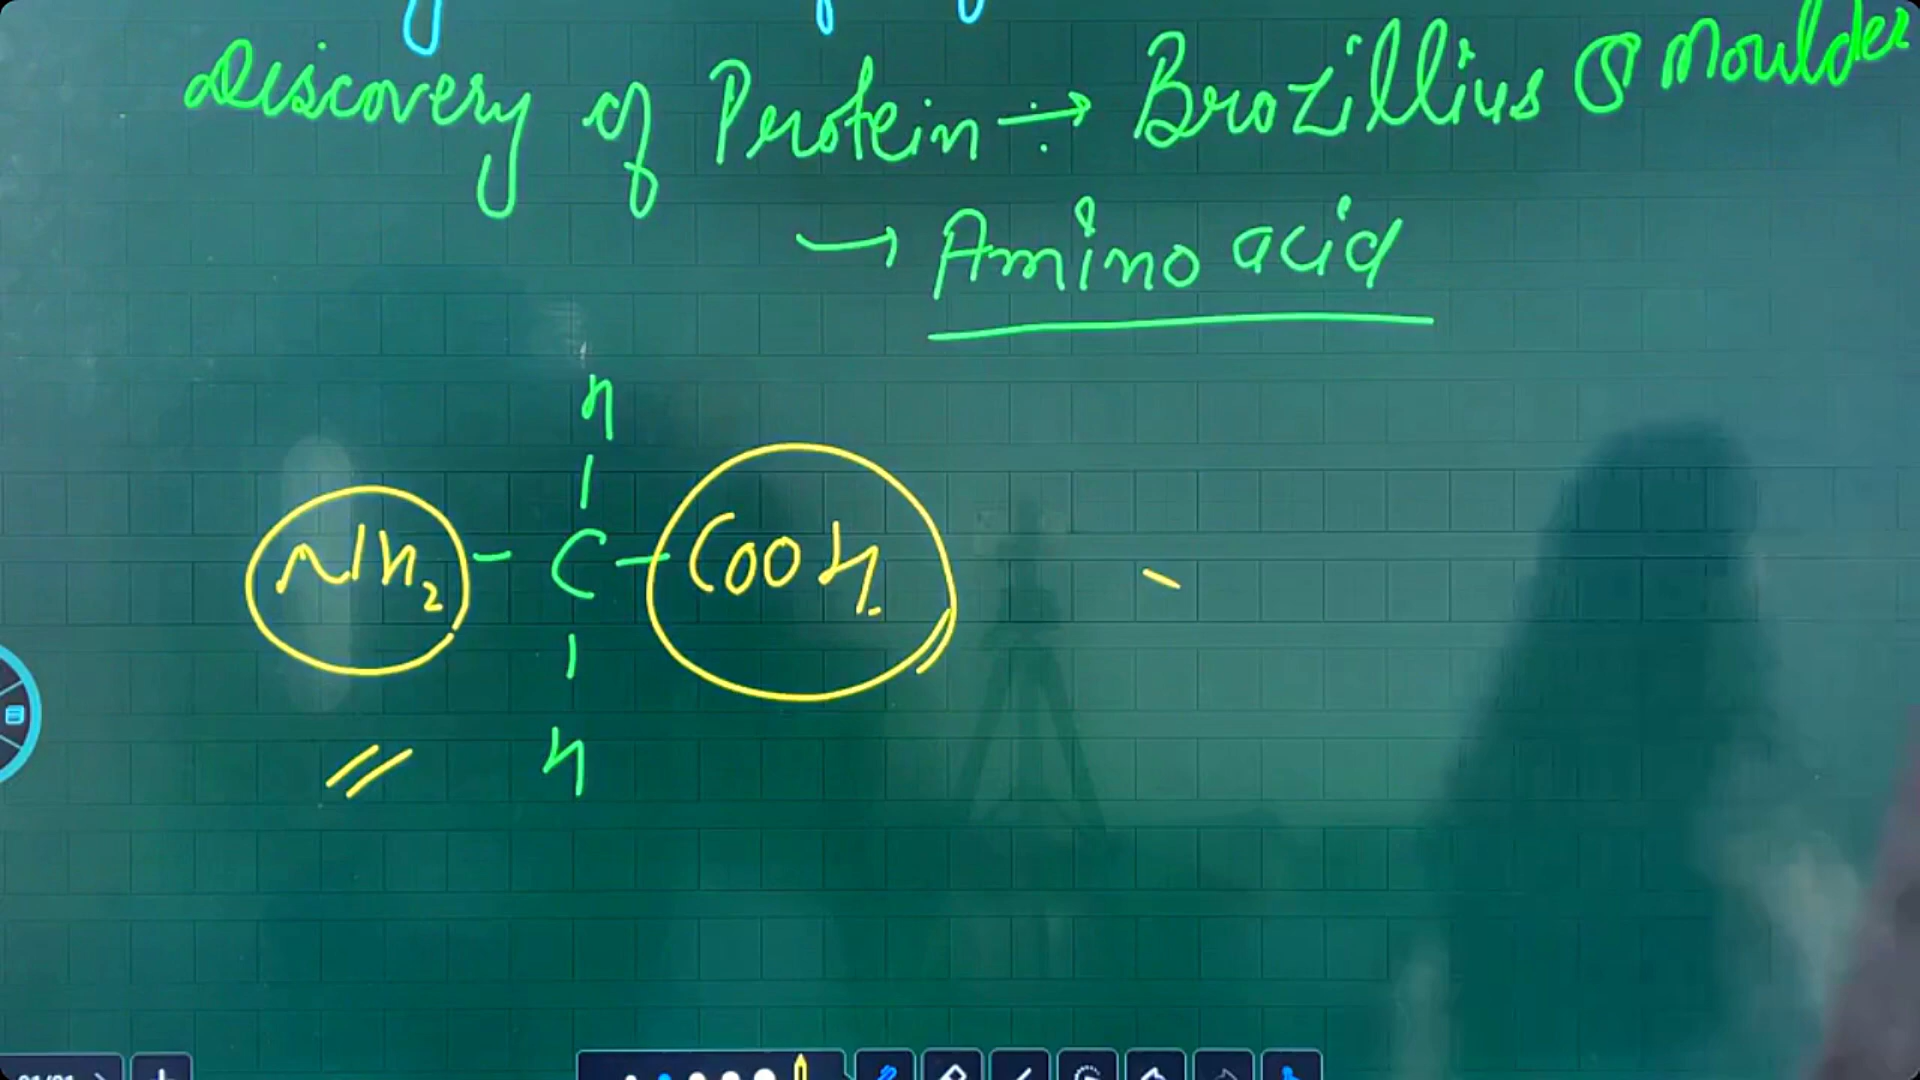 Discovery of Protein → Brozillius & Moulder
→ Amino acid
H
NH2 - C - COOH
H